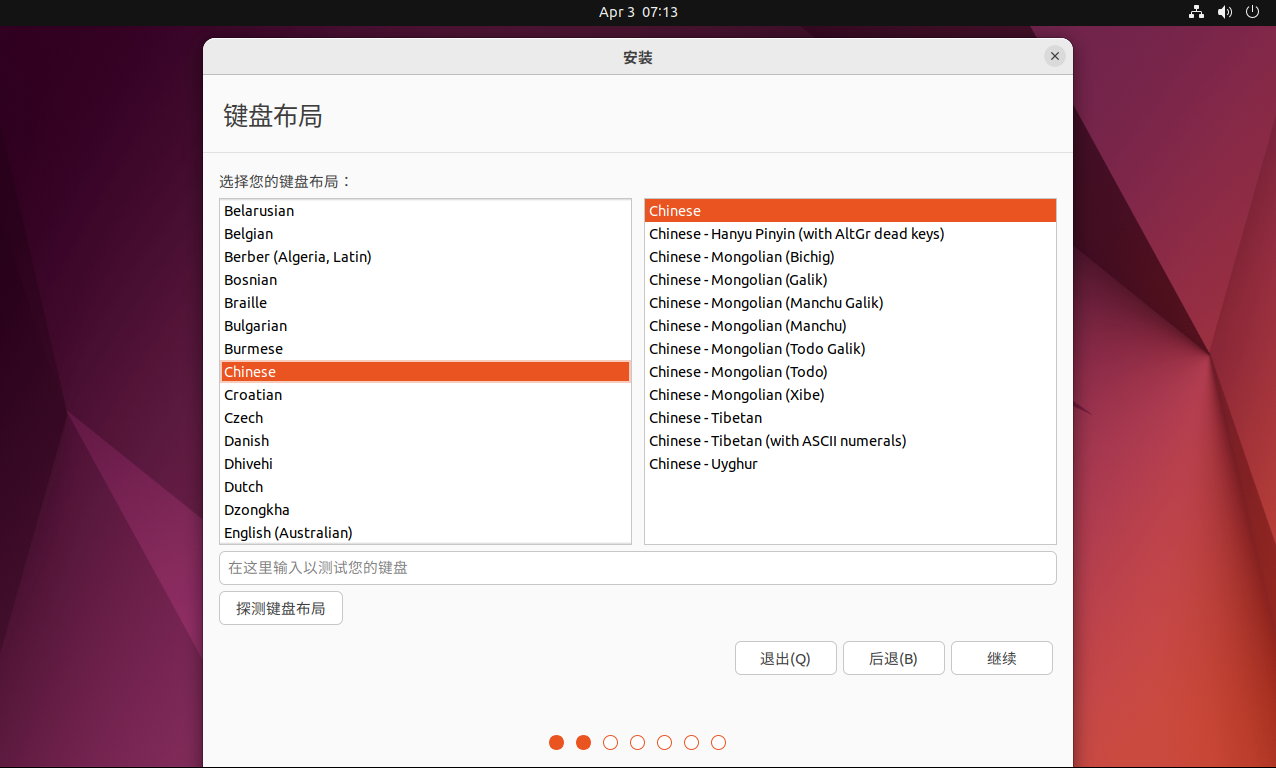 Apr 3 07:13
安装
键盘布局
选择您的键盘布局：
Belarusian
Belgian
Berber (Algeria, Latin)
Bosnian
Braille
Bulgarian
Burmese
Chinese
Croatian
Czech
Danish
Dhivehi
Dutch
Dzongkha
English (Australian)
Chinese
Chinese - Hanyu Pinyin (with AltGr dead keys)
Chinese - Mongolian (Bichig)
Chinese - Mongolian (Galik)
Chinese - Mongolian (Manchu Galik)
Chinese - Mongolian (Manchu)
Chinese - Mongolian (Todo Galik)
Chinese - Mongolian (Todo)
Chinese - Mongolian (Xibe)
Chinese - Tibetan
Chinese - Tibetan (with ASCII numerals)
Chinese - Uyghur
在这里输入以测试您的键盘
探测键盘布局
退出(Q) 后退(B) 继续